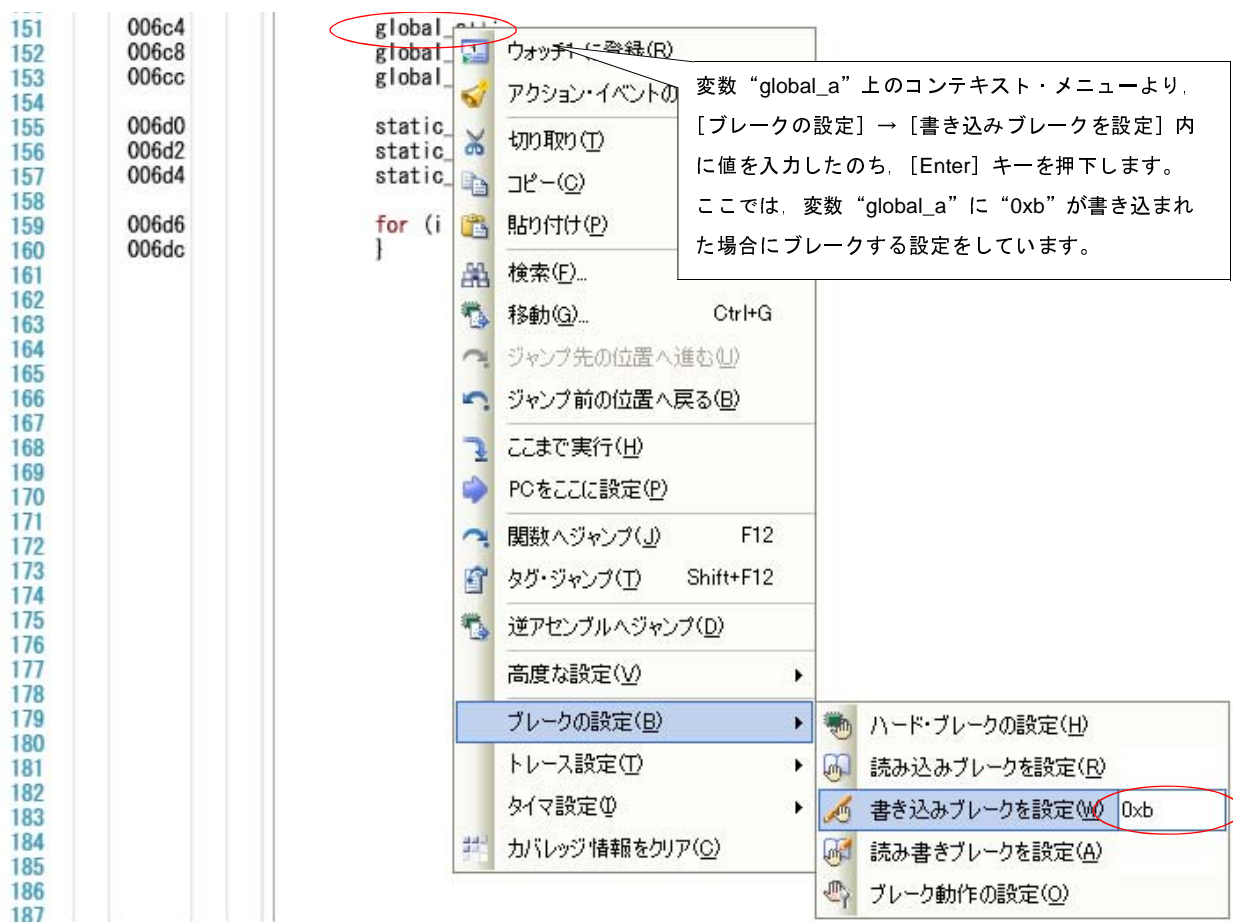 151 006c4 global_a
152 006c8 global_
153 006cc global_
154
155 006d0 static_
156 006d2 static_
157 006d4 static_
158
159 006d6 for (i
160 006dc }
161
162
163
164
165
166
167
168
169
170
171
172
173
174
175
176
177
178
179
180
181
182
183
184
185
186
187
ウォッチ1に登録(R)
アクション・イベントの
切り取り(T)
コピー(C)
貼り付け(P)
検索(F)...
移動(G)... Ctrl+G
ジャンプ先の位置へ進む(U)
ジャンプ前の位置へ戻る(B)
ここまで実行(H)
PCをここに設定(P)
関数へジャンプ(J) F12
タグ・ジャンプ(T) Shift+F12
逆アセンブルへジャンプ(D)
高度な設定(V)
ブレークの設定(B)
トレース設定(T)
タイマ設定(I)
カバレッジ情報をクリア(C)
変数“global_a”上のコンテキスト・メニューより,
[ブレークの設定] → [書き込みブレークを設定] 内
に値を入力したのち, [Enter] キーを押下します。
ここでは, 変数“global_a”に“0xb”が書き込まれ
た場合にブレークする設定をしています。
ハード・ブレークの設定(H)
読み込みブレークを設定(R)
書き込みブレークを設定(W) 0xb
読み書きブレークを設定(A)
ブレーク動作の設定(O)